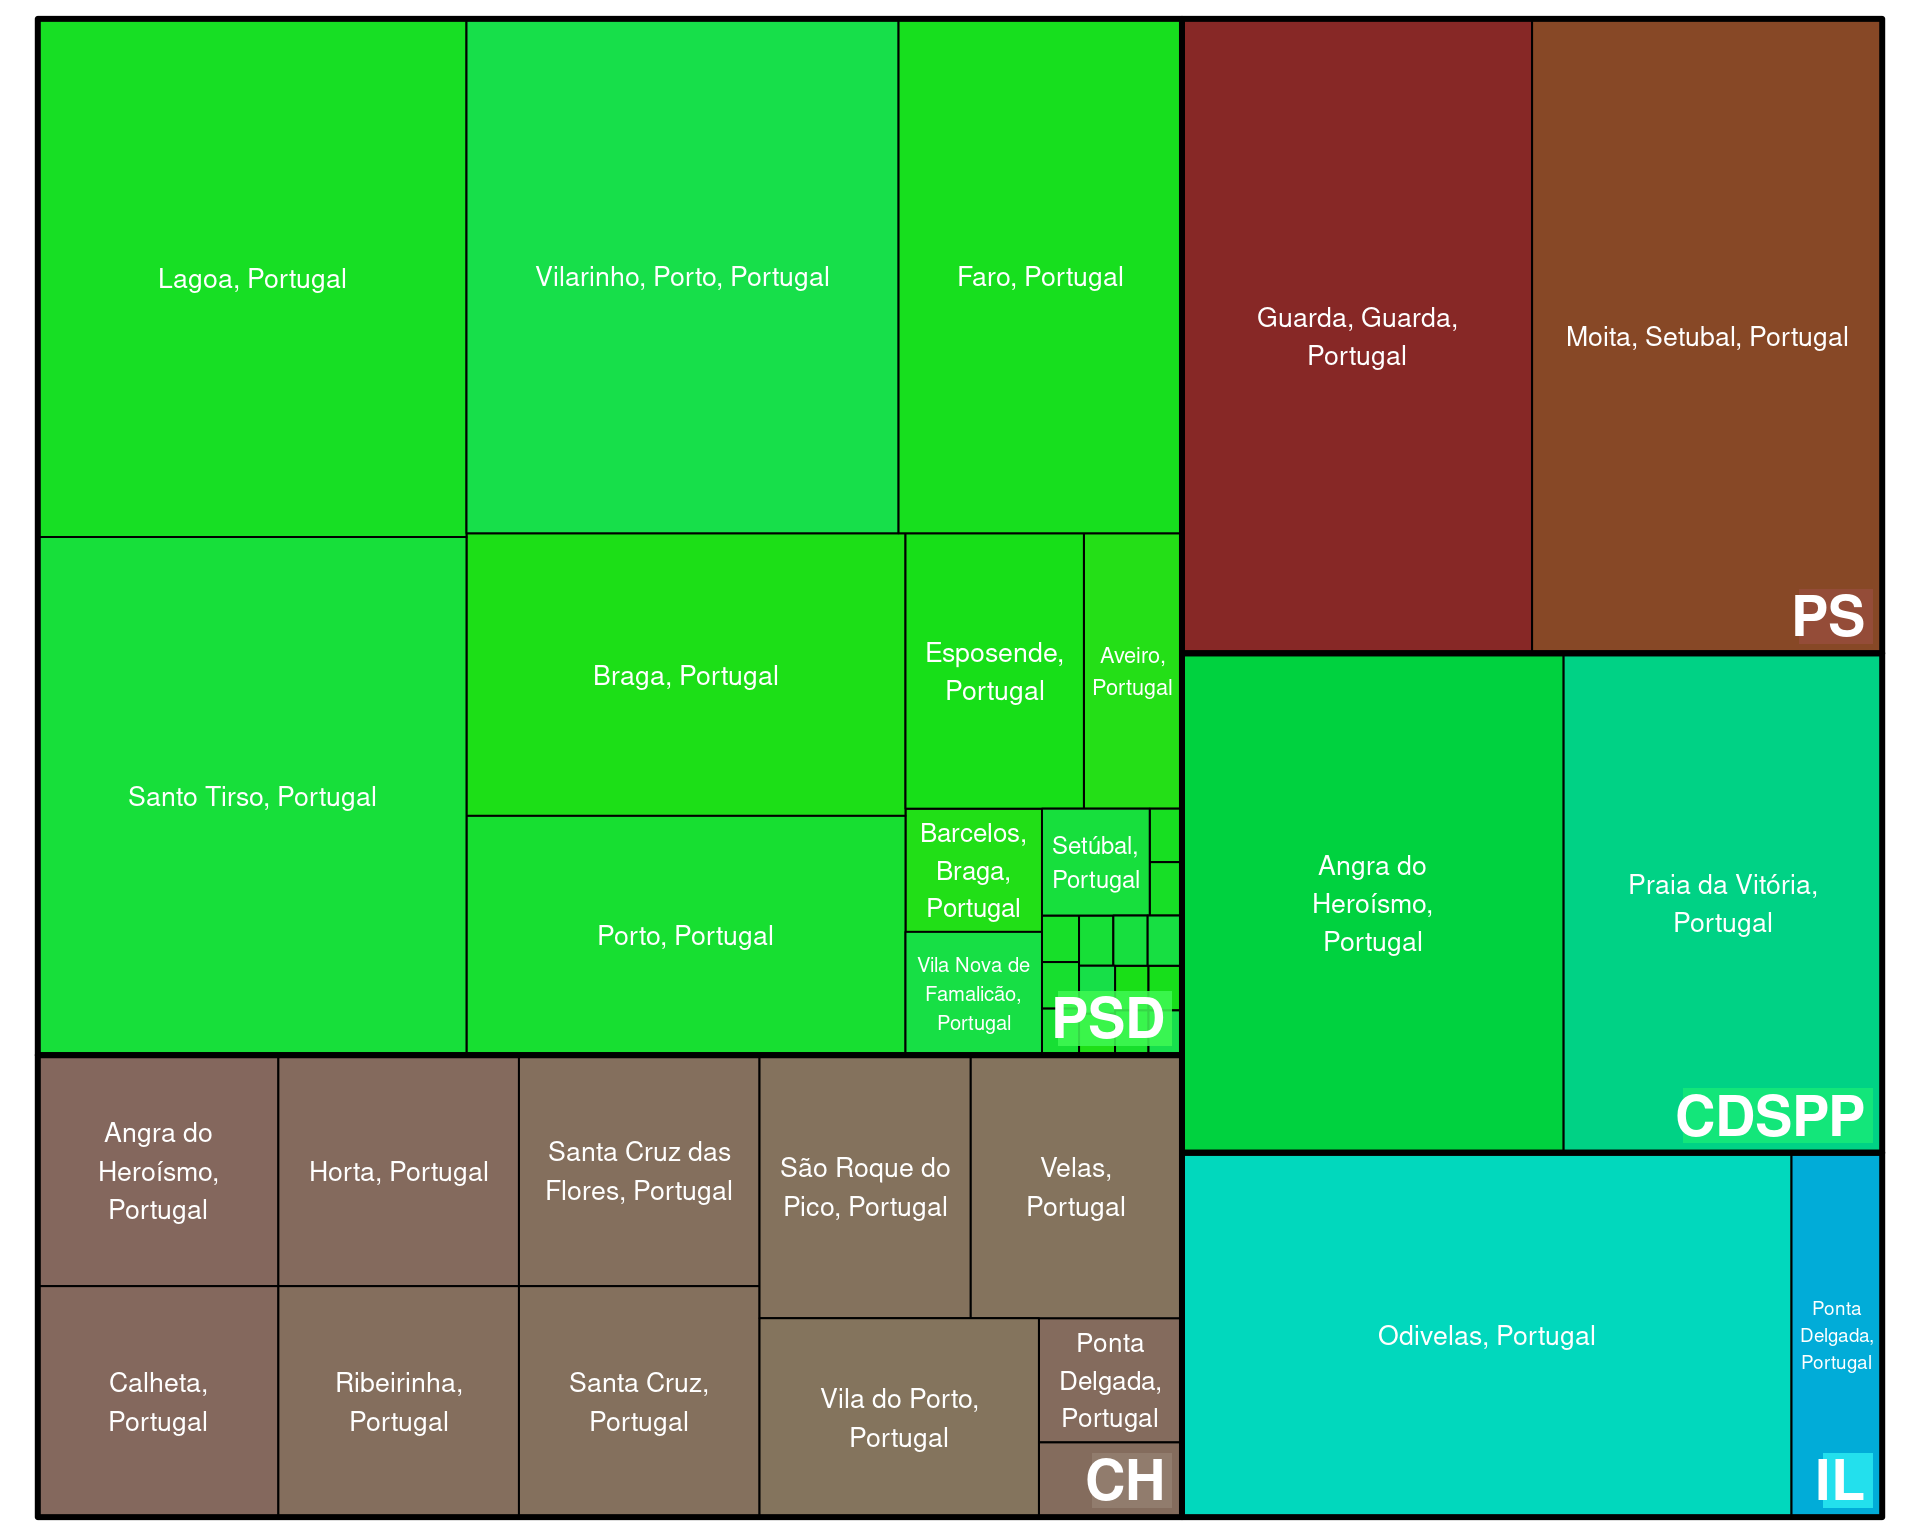 Lagoa, Portugal
Vilarinho, Porto, Portugal
Faro, Portugal
Santo Tirso, Portugal
Braga, Portugal
Esposende,
Portugal
Aveiro,
Portugal
Porto, Portugal
Barcelos,
Braga,
Portugal
Setúbal,
Portugal
Vila Nova de
Famalicão,
Portugal
PSD
Guarda, Guarda,
Portugal
Moita, Setubal, Portugal
PS
Angra do
Heroísmo,
Portugal
Praia da Vitória,
Portugal
CDSPP
Angra do
Heroísmo,
Portugal
Horta, Portugal
Santa Cruz das
Flores, Portugal
São Roque do
Pico, Portugal
Velas,
Portugal
Calheta,
Portugal
Ribeirinha,
Portugal
Santa Cruz,
Portugal
Vila do Porto,
Portugal
Ponta
Delgada,
Portugal
CH
Odivelas, Portugal
Ponta
Delgada,
Portugal
IL